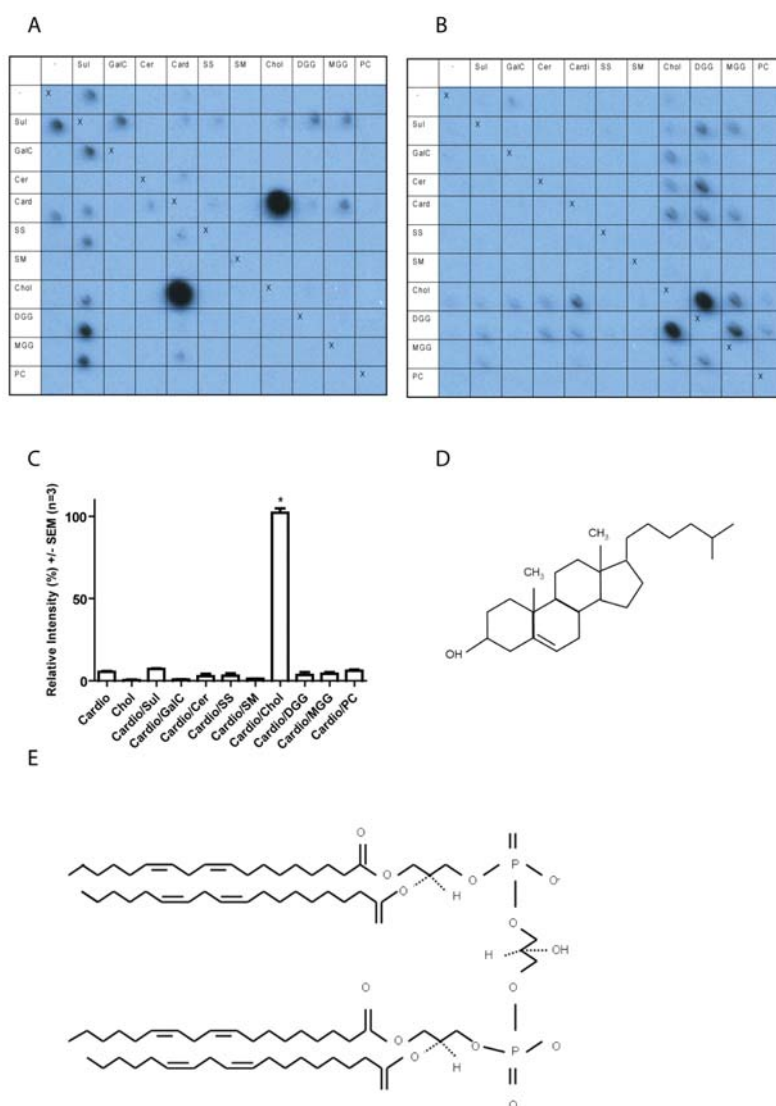 A
B
- Sul GalC Cer Card SS SM Chol DGG MGG PC
- X
Sul X
GalC X
Cer X
Card X
SS X
SM X
Chol X
DGG X
MGG X
PC X
- Sul GalC Cer Cardi SS SM Chol DGG MGG PC
- X
Sul X
GalC X
Cer X
Card X
SS X
SM X
Chol X
DGG X
MGG X
PC X
C
Relative Intensity (%) +/- SEM (n=3)
100
50
0
*
Cardio
Chol
Cardio/Sul
Cardio/GalC
Cardio/Cer
Cardio/SS
Cardio/SM
Cardio/Chol
Cardio/DGG
Cardio/MGG
Cardio/PC
D
CH3
CH3
OH
E
O
O
O P O-
O H
O
H OH
O
O
O O P O
O H
O